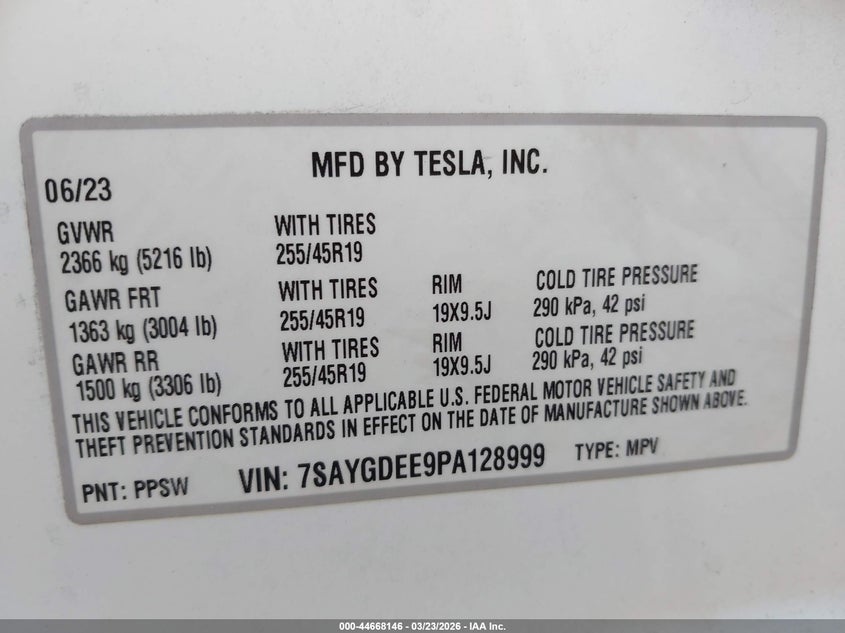 MFD BY TESLA, INC.
06/23
GVWR WITH TIRES
2366 kg (5216 lb) 255/45R19
GAWR FRT WITH TIRES RIM COLD TIRE PRESSURE
1363 kg (3004 lb) 255/45R19 19X9.5J 290 kPa, 42 psi
GAWR RR WITH TIRES RIM COLD TIRE PRESSURE
1500 kg (3306 lb) 255/45R19 19X9.5J 290 kPa, 42 psi
THIS VEHICLE CONFORMS TO ALL APPLICABLE U.S. FEDERAL MOTOR VEHICLE SAFETY AND
THEFT PREVENTION STANDARDS IN EFFECT ON THE DATE OF MANUFACTURE SHOWN ABOVE.
PNT: PPSW VIN: 7SAYGDEE9PA128999 TYPE: MPV
000-44668146 - 03/23/2026 - IAA Inc.